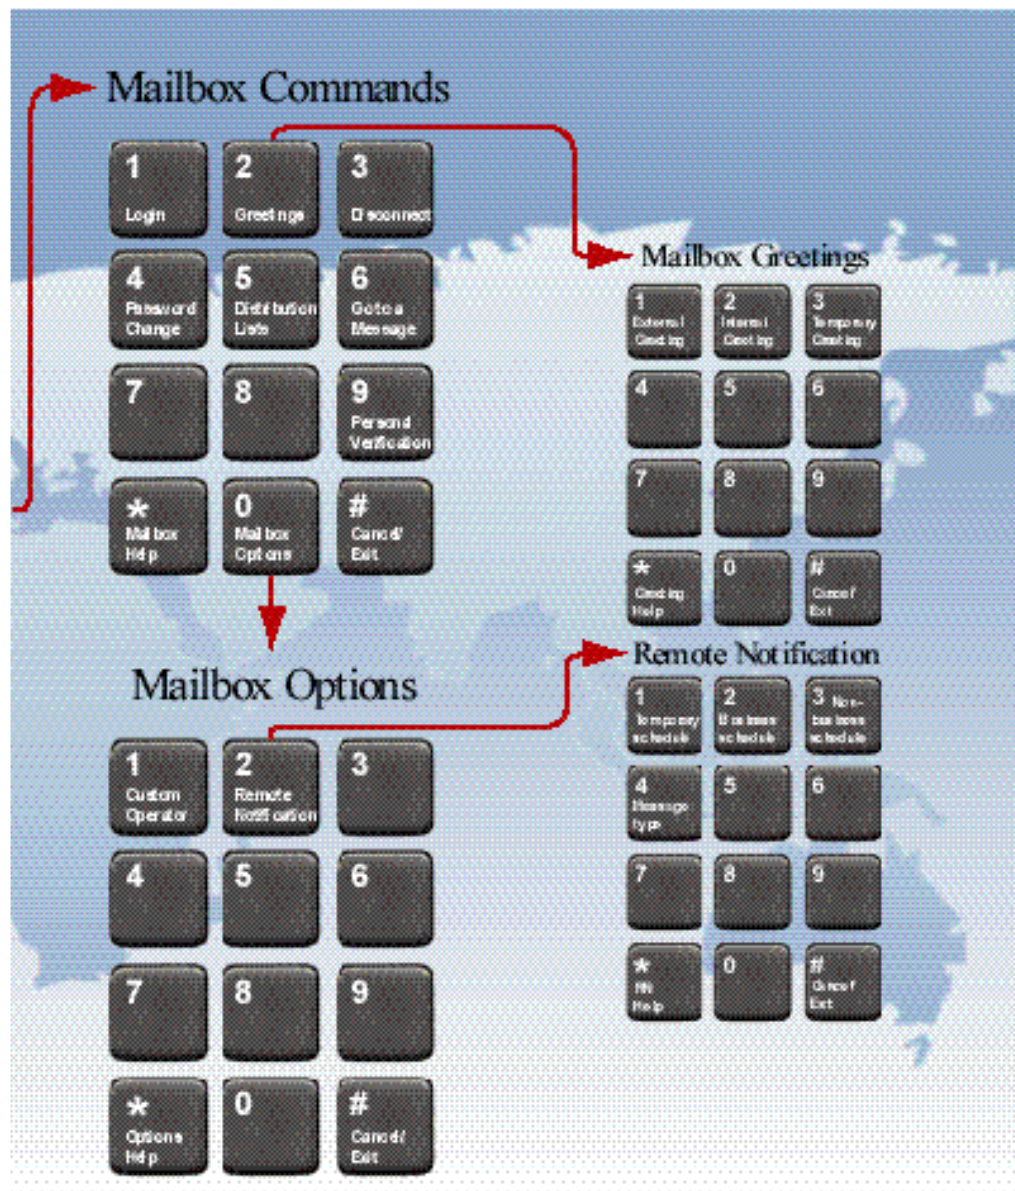 Mailbox Commands
1
Login
2
Greetings
3
Disconnect
4
Password
Change
5
Distribution
Lists
6
Go to a
Message
7
8
9
Personal
Verification
*
Mailbox
Help
0
Mailbox
Options
#
Cancel/
Exit
Mailbox Greetings
1
External
Greeting
2
Internal
Greeting
3
Temporary
Greeting
4
5
6
7
8
9
*
Greeting
Help
0
#
Cancel/
Exit
Mailbox Options
1
Custom
Operator
2
Remote
Notification
3
4
5
6
7
8
9
*
Options
Help
0
#
Cancel/
Exit
Remote Notification
1
Temporary
schedule
2
Business
schedule
3 Non-
business
schedule
4
Message
type
5
6
7
8
9
*
RN
Help
0
#
Cancel/
Exit